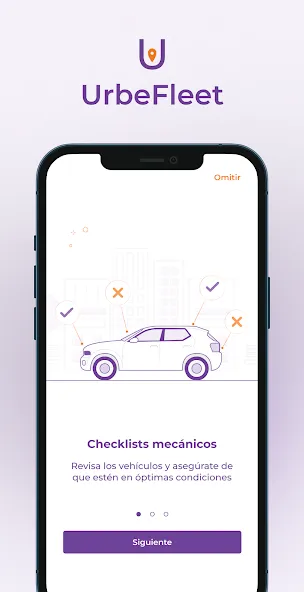 UrbeFleet
Omitir
Checklists mecánicos
Revisa los vehículos y asegúrate de
que estén en óptimas condiciones
Siguiente